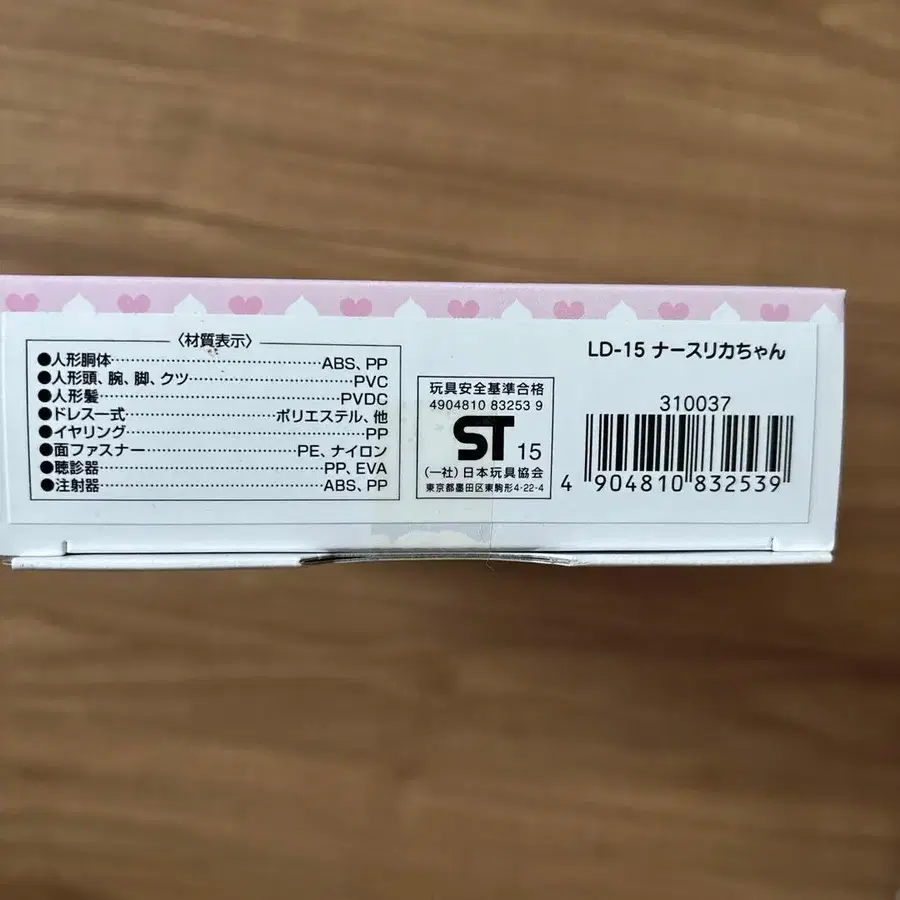 〈材質表示〉
●人形胴体…ABS、PP
●人形頭、腕、脚、クツ…PVC
●人形髪…PVDC
●ドレス一式…ポリエステル、他
●イヤリング…PP
●面ファスナー…PE、ナイロン
●聴診器…PP、EVA
●注射器…ABS、PP
玩具安全基準合格
4904810 83253 9
ST 15
(一社)日本玩具協会
東京都墨田区東駒形4-22-4
LD-15 ナースリカちゃん
310037
4 904810 832539